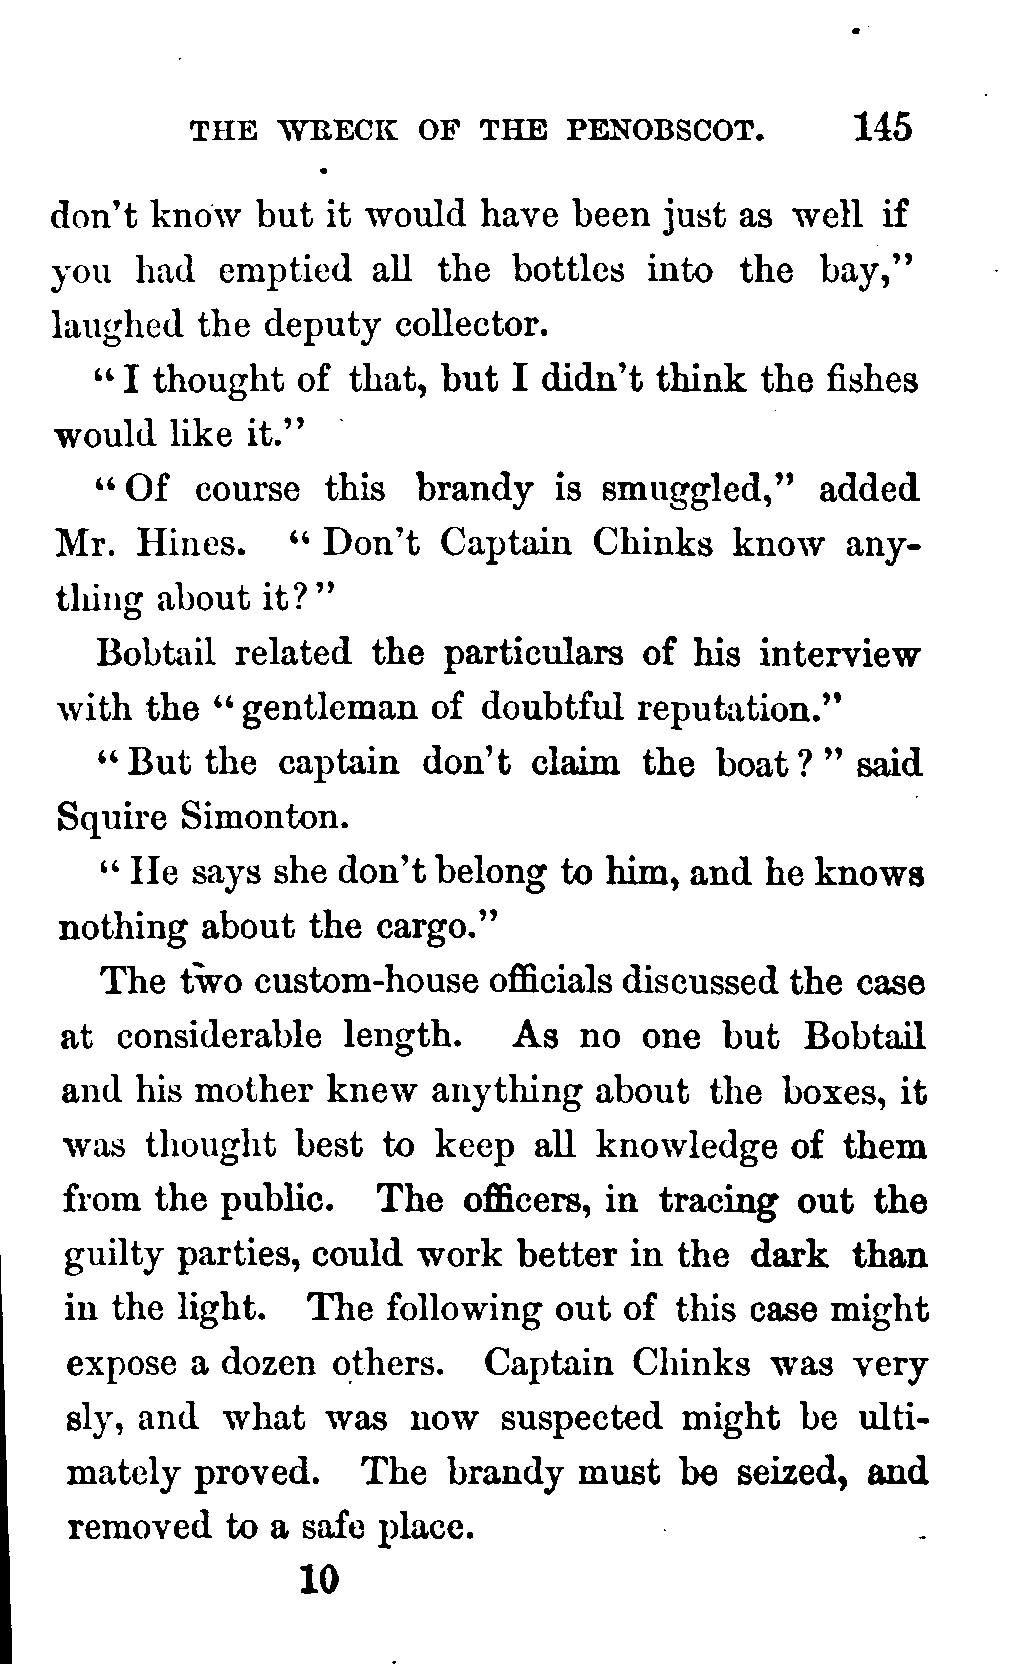 THE WRECK OF THE PENOBSCOT. 145
don't know but it would have been just as well if
you had emptied all the bottles into the bay,"
laughed the deputy collector.
"I thought of that, but I didn't think the fishes
would like it."
"Of course this brandy is smuggled," added
Mr. Hines. "Don't Captain Chinks know any-
thing about it?"
Bobtail related the particulars of his interview
with the "gentleman of doubtful reputation."
"But the captain don't claim the boat?" said
Squire Simonton.
"He says she don't belong to him, and he knows
nothing about the cargo."
The two custom-house officials discussed the case
at considerable length. As no one but Bobtail
and his mother knew anything about the boxes, it
was thought best to keep all knowledge of them
from the public. The officers, in tracing out the
guilty parties, could work better in the dark than
in the light. The following out of this case might
expose a dozen others. Captain Chinks was very
sly, and what was now suspected might be ulti-
mately proved. The brandy must be seized, and
removed to a safe place.
10